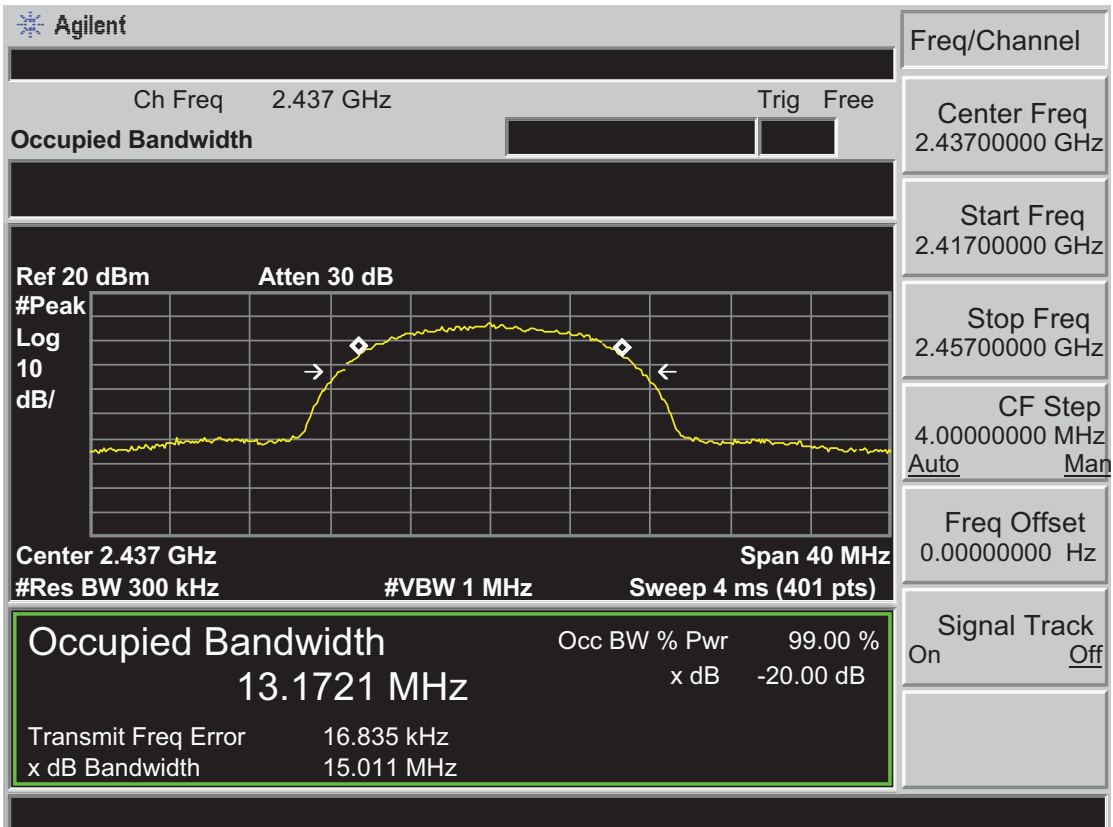 Agilent
Freq/Channel
Ch Freq 2.437 GHz Trig Free
Occupied Bandwidth
Center Freq
2.43700000 GHz
Start Freq
2.41700000 GHz
Stop Freq
2.45700000 GHz
CF Step
4.00000000 MHz
Auto Man
Freq Offset
0.00000000 Hz
Signal Track
On Off
Ref 20 dBm Atten 30 dB
#Peak
Log
10
dB/
Center 2.437 GHz Span 40 MHz
#Res BW 300 kHz #VBW 1 MHz Sweep 4 ms (401 pts)
Occupied Bandwidth Occ BW % Pwr 99.00 %
13.1721 MHz x dB -20.00 dB
Transmit Freq Error 16.835 kHz
x dB Bandwidth 15.011 MHz